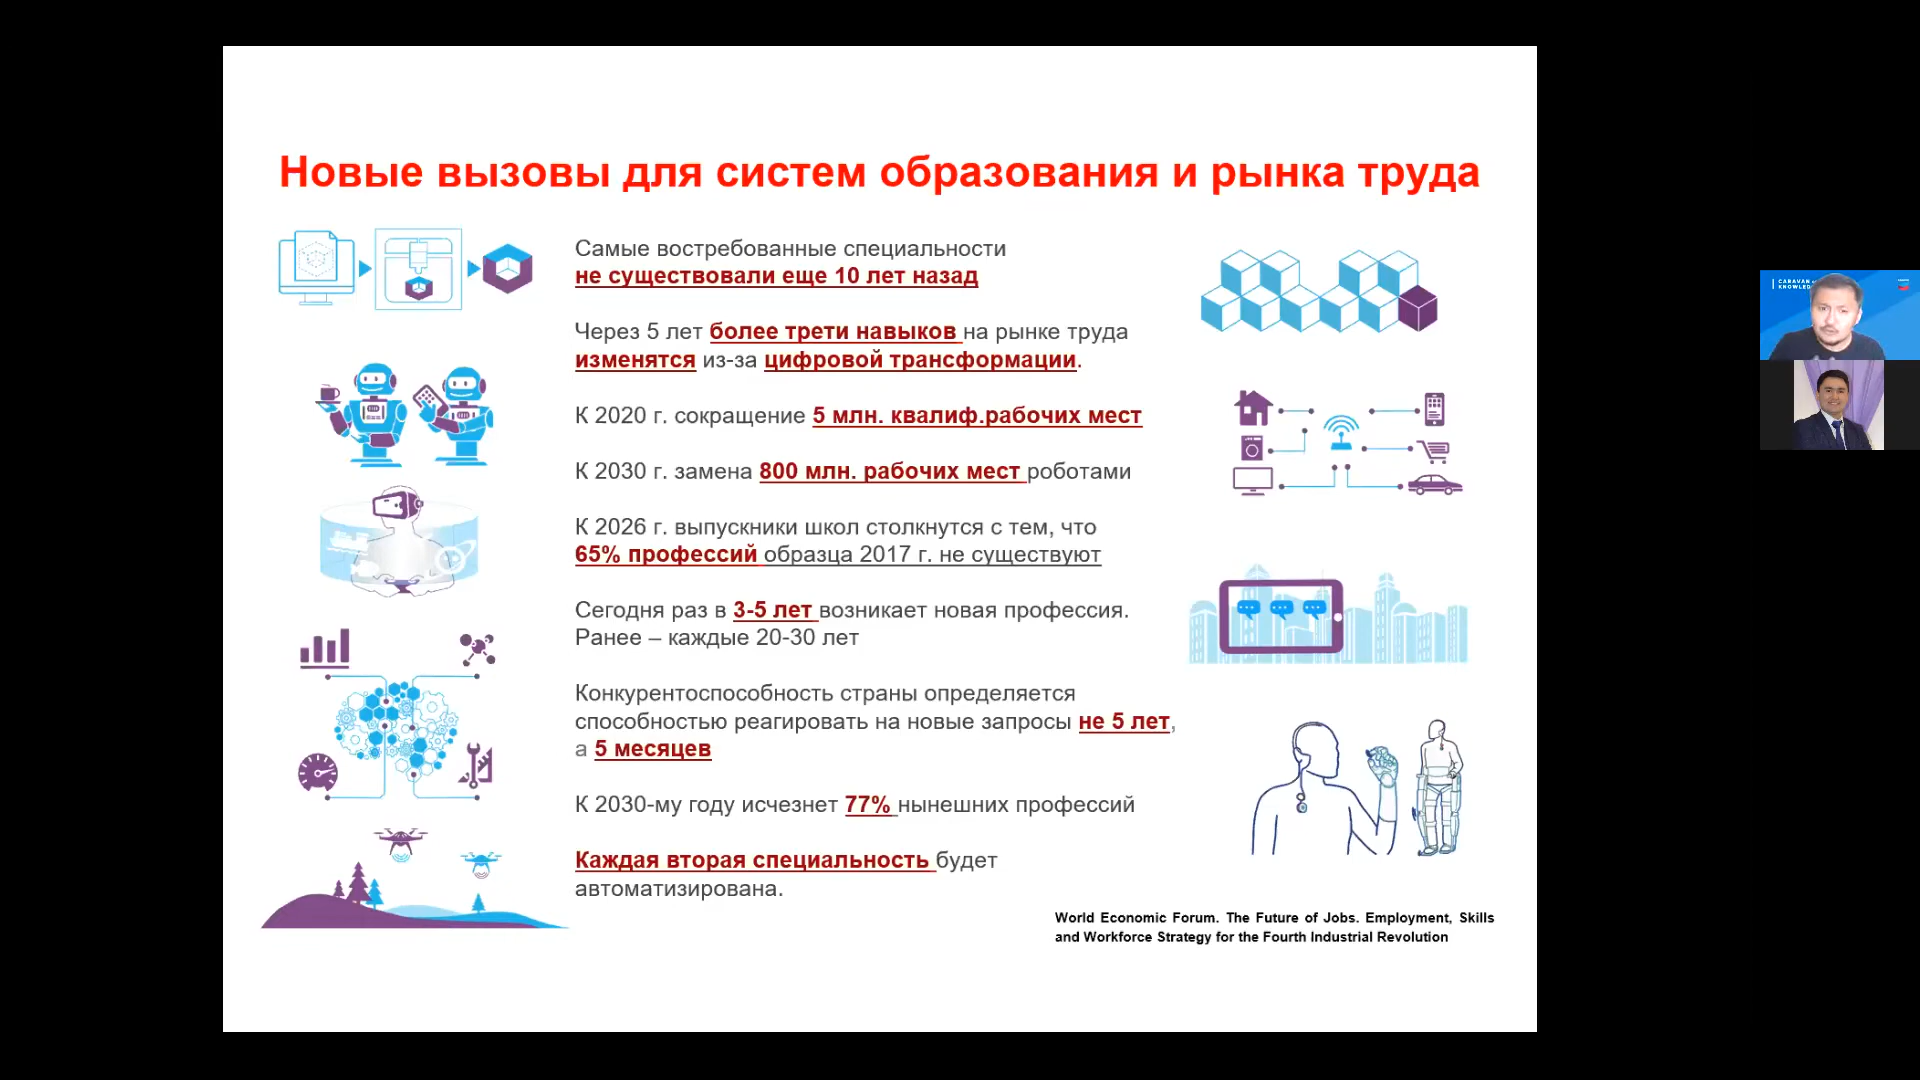 Новые вызовы для систем образования и рынка труда
Самые востребованные специальности
не существовали еще 10 лет назад
Через 5 лет более трети навыков на рынке труда
изменятся из-за цифровой трансформации.
К 2020 г. сокращение 5 млн. квалиф.рабочих мест
К 2030 г. замена 800 млн. рабочих мест роботами
К 2026 г. выпускники школ столкнутся с тем, что
65% профессий образца 2017 г. не существуют
Сегодня раз в 3-5 лет возникает новая профессия.
Ранее – каждые 20-30 лет
Конкурентоспособность страны определяется
способностью реагировать на новые запросы не 5 лет,
а 5 месяцев
К 2030-му году исчезнет 77% нынешних профессий
Каждая вторая специальность будет
автоматизирована.
World Economic Forum. The Future of Jobs. Employment, Skills
and Workforce Strategy for the Fourth Industrial Revolution
CARAVAN